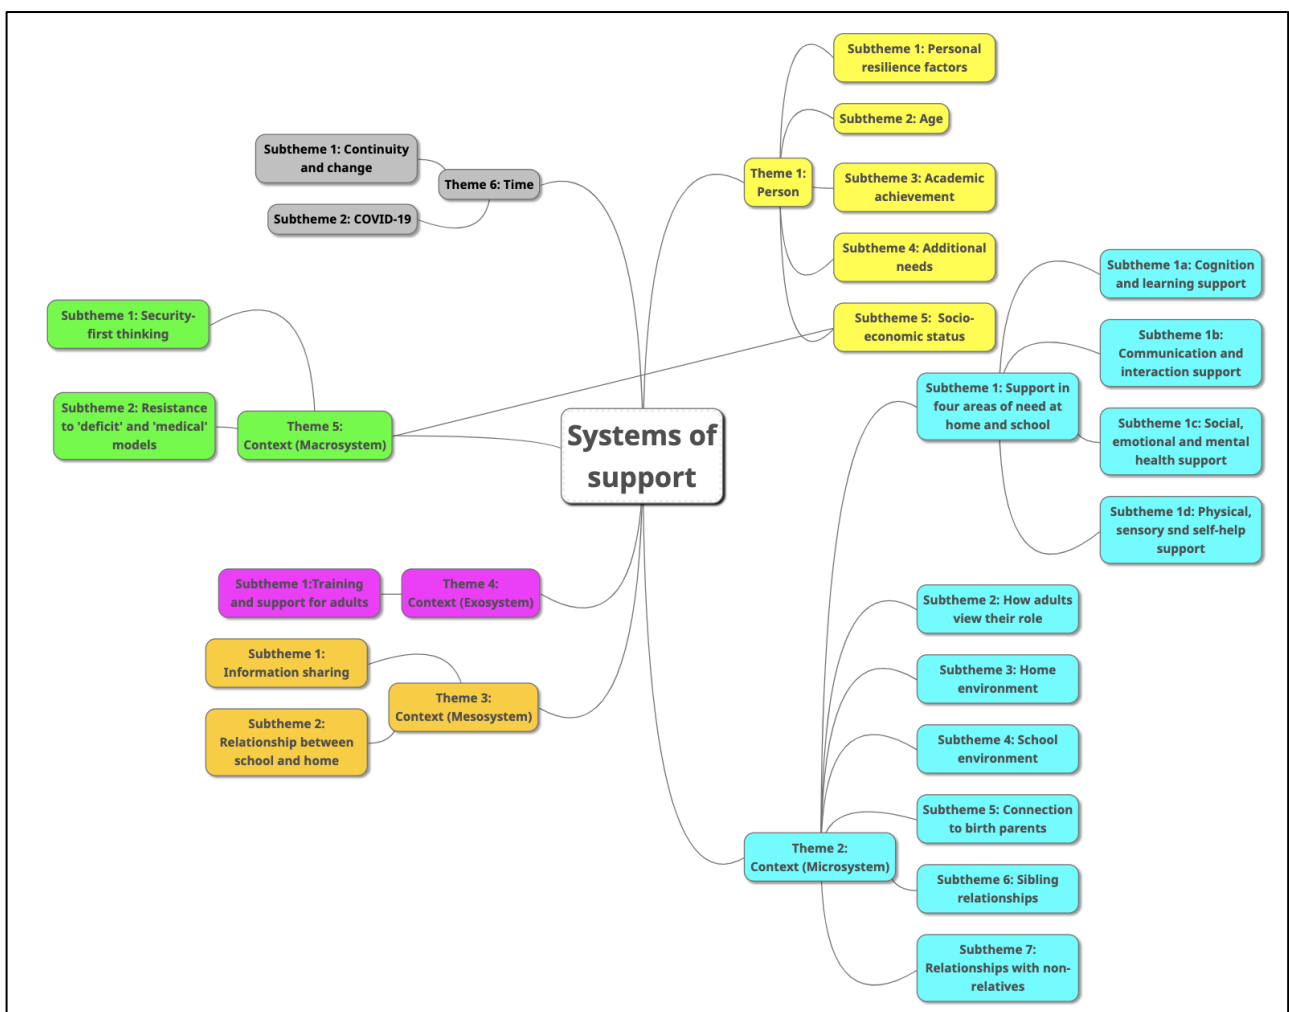 Systems of
support
Theme 1:
Person
Subtheme 1: Personal
resilience factors
Subtheme 2: Age
Subtheme 3: Academic
achievement
Subtheme 4: Additional
needs
Subtheme 5:  Socio-
economic status
Theme 2:
Context (Microsystem)
Subtheme 1: Support in
four areas of need at
home and school
Subtheme 1a: Cognition
and learning support
Subtheme 1b:
Communication and
interaction support
Subtheme 1c: Social,
emotional and mental
health support
Subtheme 1d: Physical,
sensory snd self-help
support
Subtheme 2: How adults
view their role
Subtheme 3: Home
environment
Subtheme 4: School
environment
Subtheme 5: Connection
to birth parents
Subtheme 6: Sibling
relationships
Subtheme 7:
Relationships with non-
relatives
Theme 3:
Context (Mesosystem)
Subtheme 1:
Information sharing
Subtheme 2:
Relationship between
school and home
Theme 4:
Context (Exosystem)
Subtheme 1:Training
and support for adults
Theme 5:
Context (Macrosystem)
Subtheme 1: Security-
first thinking
Subtheme 2: Resistance
to 'deficit' and 'medical'
models
Theme 6: Time
Subtheme 1: Continuity
and change
Subtheme 2: COVID-19